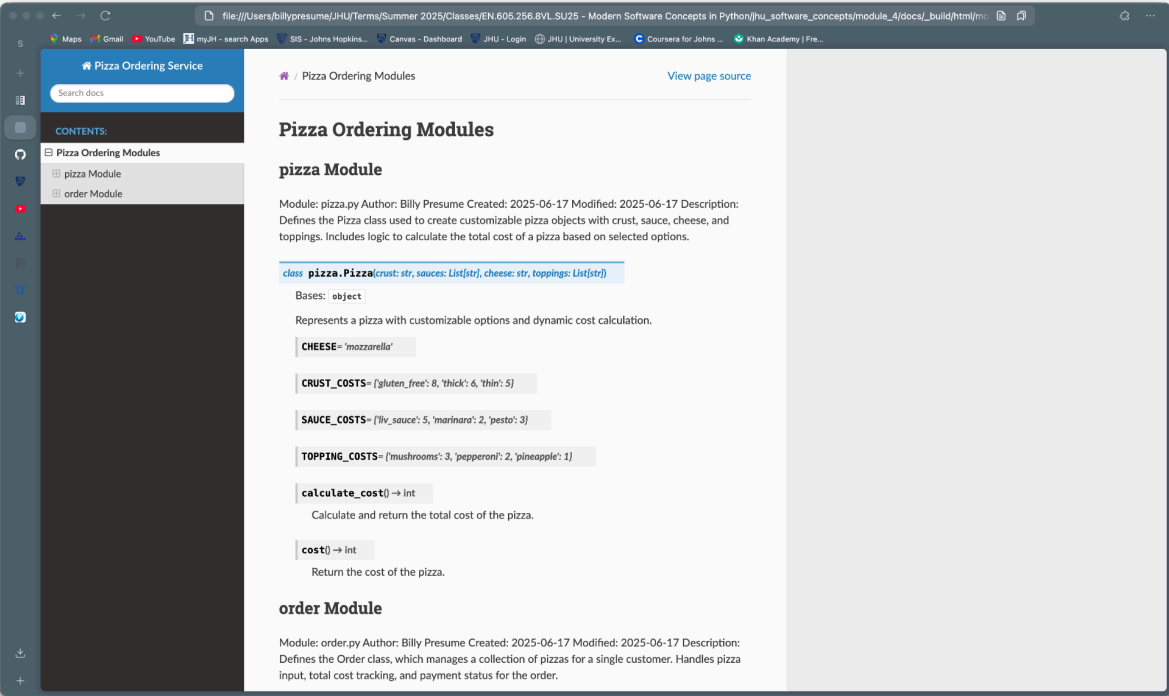 file:///Users/billypresume/JHU/Terms/Summer 2025/Classes/EN.605.256.8VL.SU25 - Modern Software Concepts in Python/jhu_software_concepts/module_4/docs/_build/html/mo
S
Maps Gmail YouTube myJH - search Apps SIS - Johns Hopkins... Canvas - Dashboard JHU - Login JHU | University Ex... Coursera for Johns ... Khan Academy | Fre...
Pizza Ordering Service
Search docs
CONTENTS:
Pizza Ordering Modules
pizza Module
order Module
/ Pizza Ordering Modules
View page source
Pizza Ordering Modules
pizza Module
Module: pizza.py Author: Billy Presume Created: 2025-06-17 Modified: 2025-06-17 Description:
Defines the Pizza class used to create customizable pizza objects with crust, sauce, cheese, and
toppings. Includes logic to calculate the total cost of a pizza based on selected options.
class pizza.Pizza(crust: str, sauces: List[str], cheese: str, toppings: List[str])
Bases: object
Represents a pizza with customizable options and dynamic cost calculation.
CHEESE= 'mozzarella'
CRUST_COSTS= {'gluten_free': 8, 'thick': 6, 'thin': 5}
SAUCE_COSTS= {'liv_sauce': 5, 'marinara': 2, 'pesto': 3}
TOPPING_COSTS= {'mushrooms': 3, 'pepperoni': 2, 'pineapple': 1}
calculate_cost() → int
Calculate and return the total cost of the pizza.
cost() → int
Return the cost of the pizza.
order Module
Module: order.py Author: Billy Presume Created: 2025-06-17 Modified: 2025-06-17 Description:
Defines the Order class, which manages a collection of pizzas for a single customer. Handles pizza
input, total cost tracking, and payment status for the order.